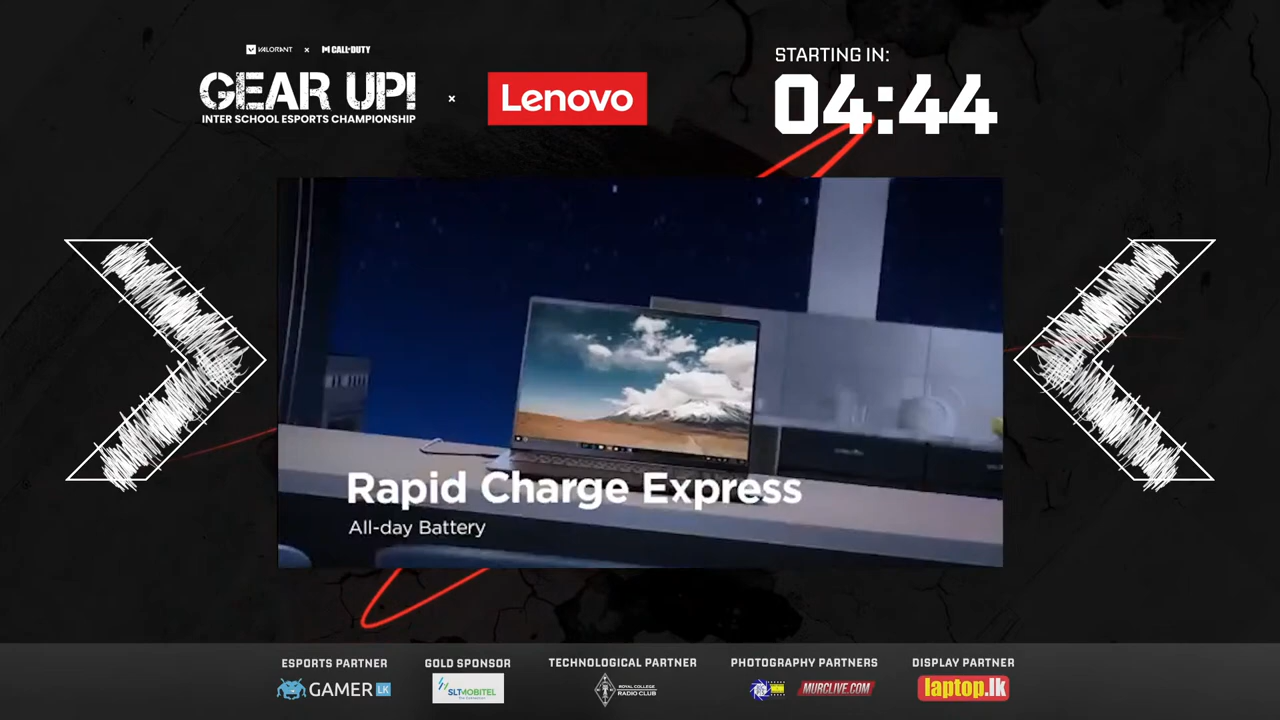 VALORANT × CALL OF DUTY
GEAR UP!
INTER SCHOOL ESPORTS CHAMPIONSHIP
×
Lenovo
STARTING IN:
04:44
Rapid Charge Express
All-day Battery
ESPORTS PARTNER
GAMER LK
GOLD SPONSOR
SLTMOBITEL
TECHNOLOGICAL PARTNER
ROYAL COLLEGE
RADIO CLUB
PHOTOGRAPHY PARTNERS
MURCLIVE.COM
DISPLAY PARTNER
laptop.lk